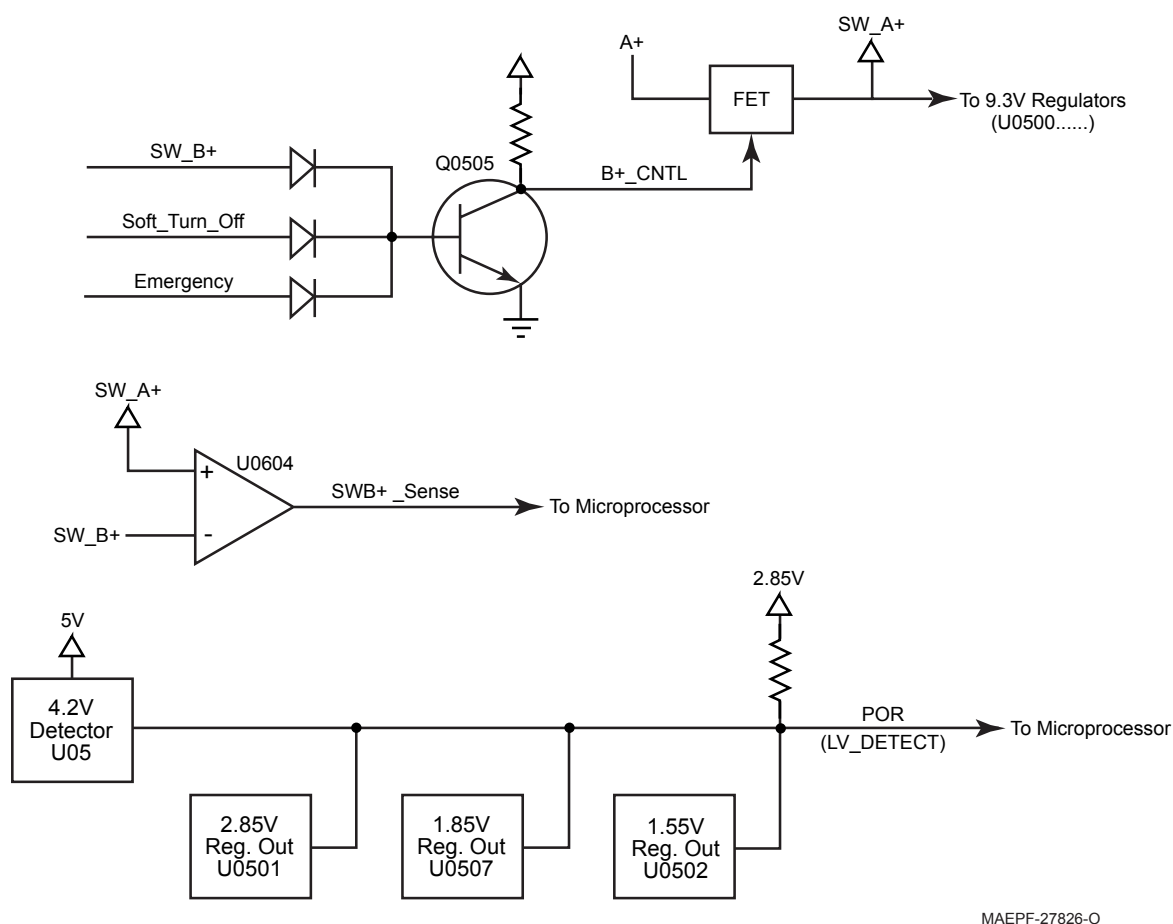 SW_A+
A+
FET
To 9.3V Regulators
(U0500......)
SW_B+
Q0505
B+_CNTL
Soft_Turn_Off
Emergency
SW_A+
+
U0604
SWB+ _Sense
To Microprocessor
SW_B+
-
2.85V
5V
4.2V
Detector
U05
POR
(LV_DETECT)
To Microprocessor
2.85V
Reg. Out
U0501
1.85V
Reg. Out
U0507
1.55V
Reg. Out
U0502
MAEPF-27826-O